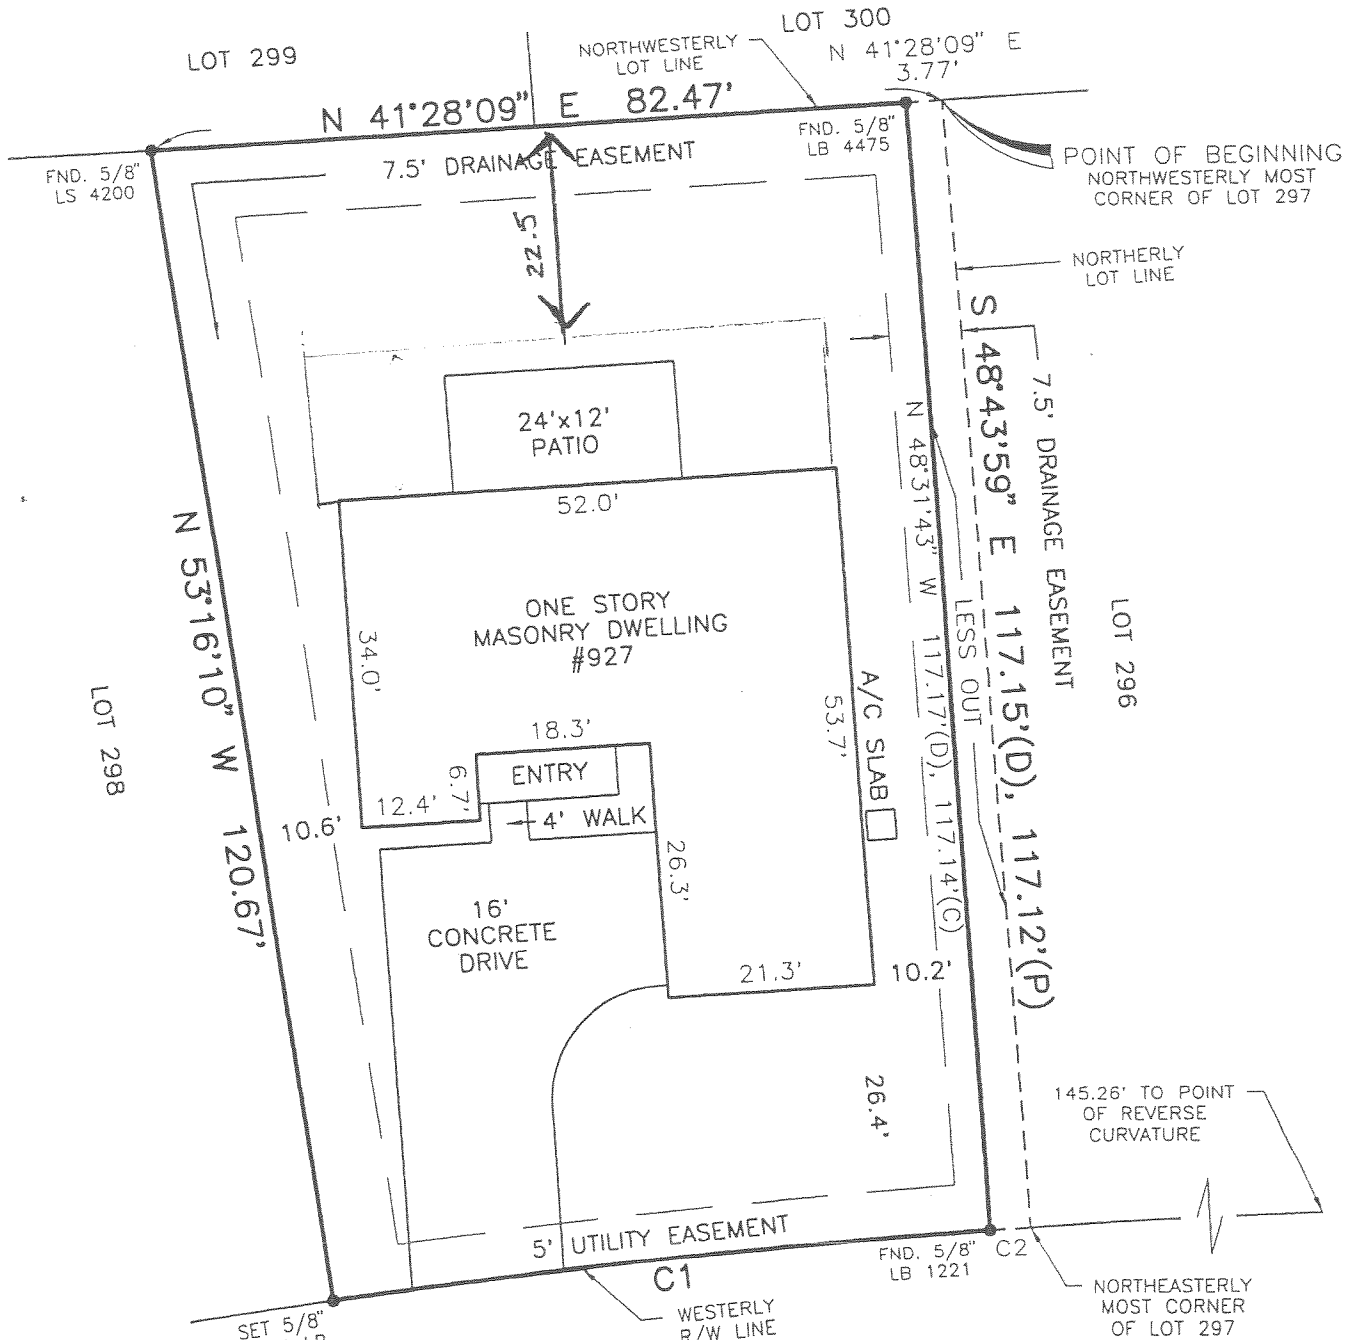 LOT 300
LOT 299
NORTHWESTERLY
LOT LINE
N 41°28'09" E
3.77'
N 41°28'09" E 82.47'
FND. 5/8"
LB 4475
FND. 5/8"
LS 4200
7.5' DRAINAGE EASEMENT
POINT OF BEGINNING
NORTHWESTERLY MOST
CORNER OF LOT 297
22.5
NORTHERLY
LOT LINE
S 48°43'59" E 117.15'(D), 117.12'(P)
7.5' DRAINAGE EASEMENT
N 48°31'43" W 117.17'(D), 117.14'(C)
LESS OUT
LOT 296
24'x12'
PATIO
52.0'
N 53°16'10" W 120.67'
LOT 298
ONE STORY
MASONRY DWELLING
#927
34.0'
53.7'
A/C SLAB
18.3'
ENTRY
6.7'
12.4'
4' WALK
10.6'
26.3'
16'
CONCRETE
DRIVE
21.3'
10.2'
26.4'
145.26' TO POINT
OF REVERSE
CURVATURE
5' UTILITY EASEMENT
FND. 5/8"
LB 1221
C2
C1
WESTERLY
R/W LINE
NORTHEASTERLY
MOST CORNER
OF LOT 297
SET 5/8"
LB